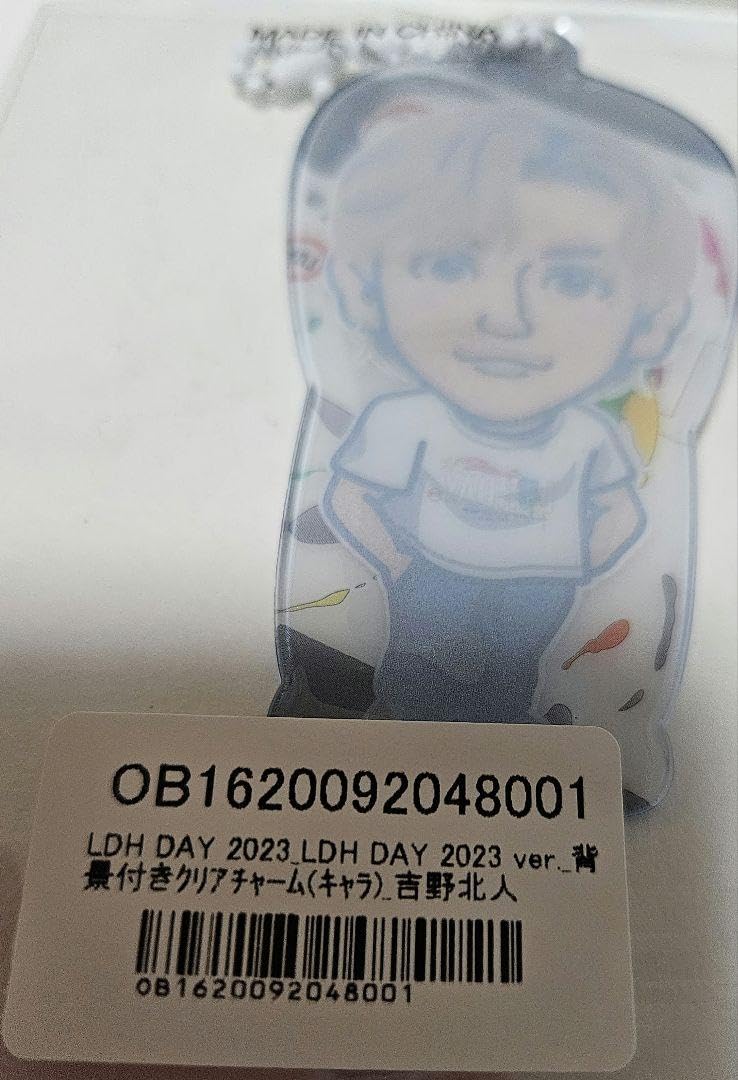 MADE IN CHINA
OB1620092048001
LDH DAY 2023_LDH DAY 2023 ver._背
景付きクリアチャーム(キャラ)_吉野北人
OB1620092048001